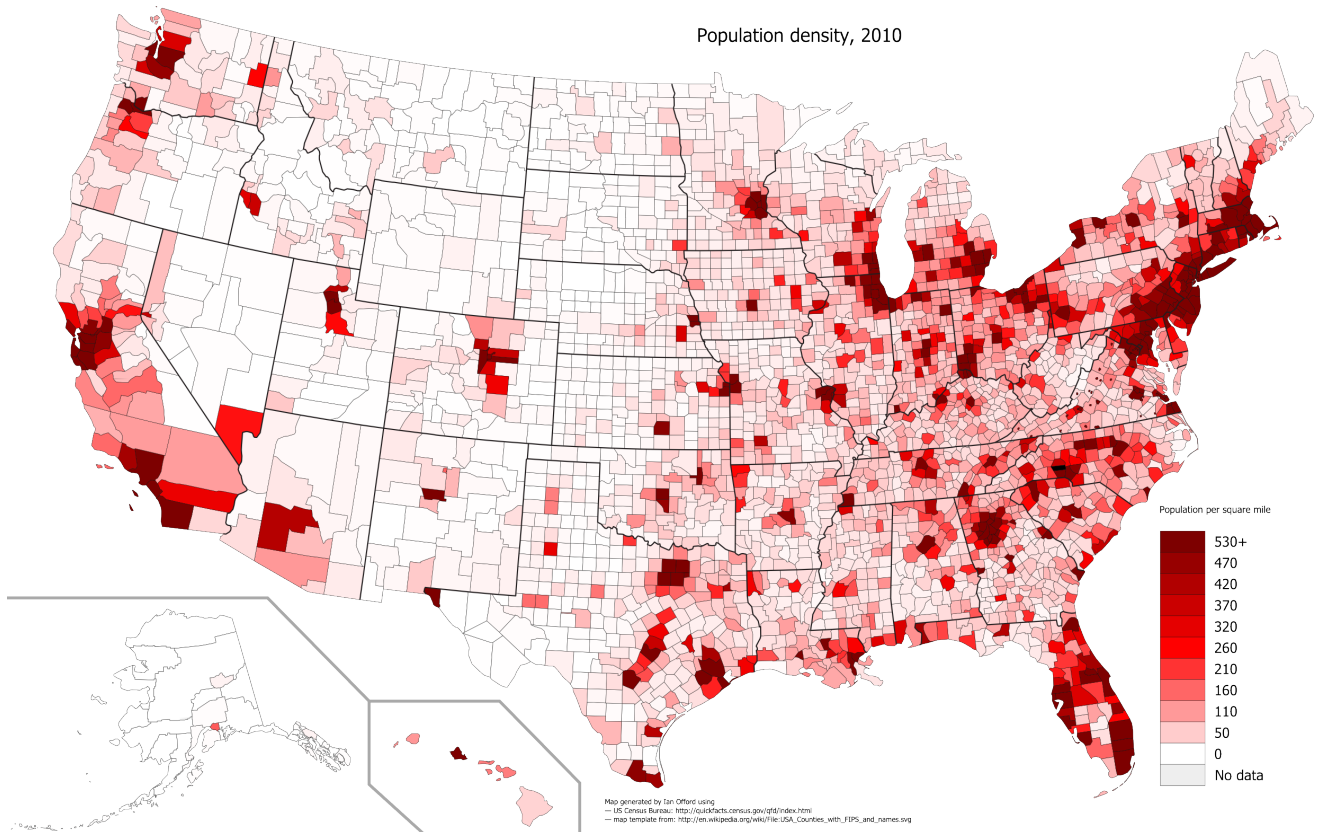 Population density, 2010
Population per square mile
530+
470
420
370
320
260
210
160
110
50
0
No data
Map generated by Ian Offord using
— US Census Bureau: http://quickfacts.census.gov/qfd/index.html
— map template from: http://en.wikipedia.org/wiki/File:USA_Counties_with_FIPS_and_names.svg